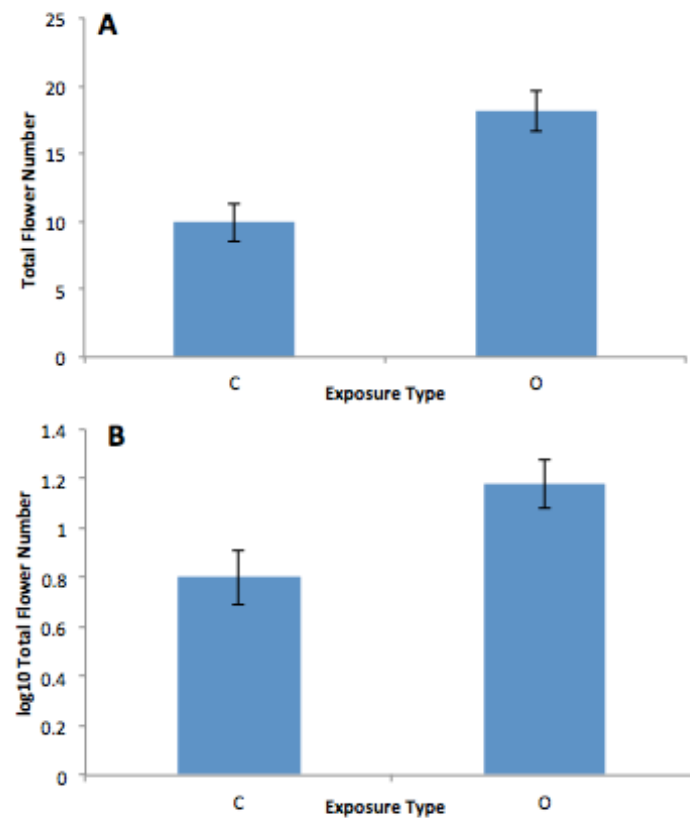 A
25
20
15
10
5
0
Total Flower Number
C O
Exposure Type
B
1.4
1.2
1
0.8
0.6
0.4
0.2
0
log10 Total Flower Number
C O
Exposure Type